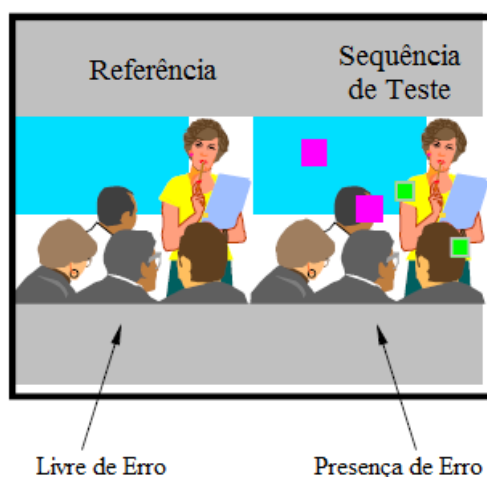 Referência
Sequência
de Teste
Livre de Erro
Presença de Erro